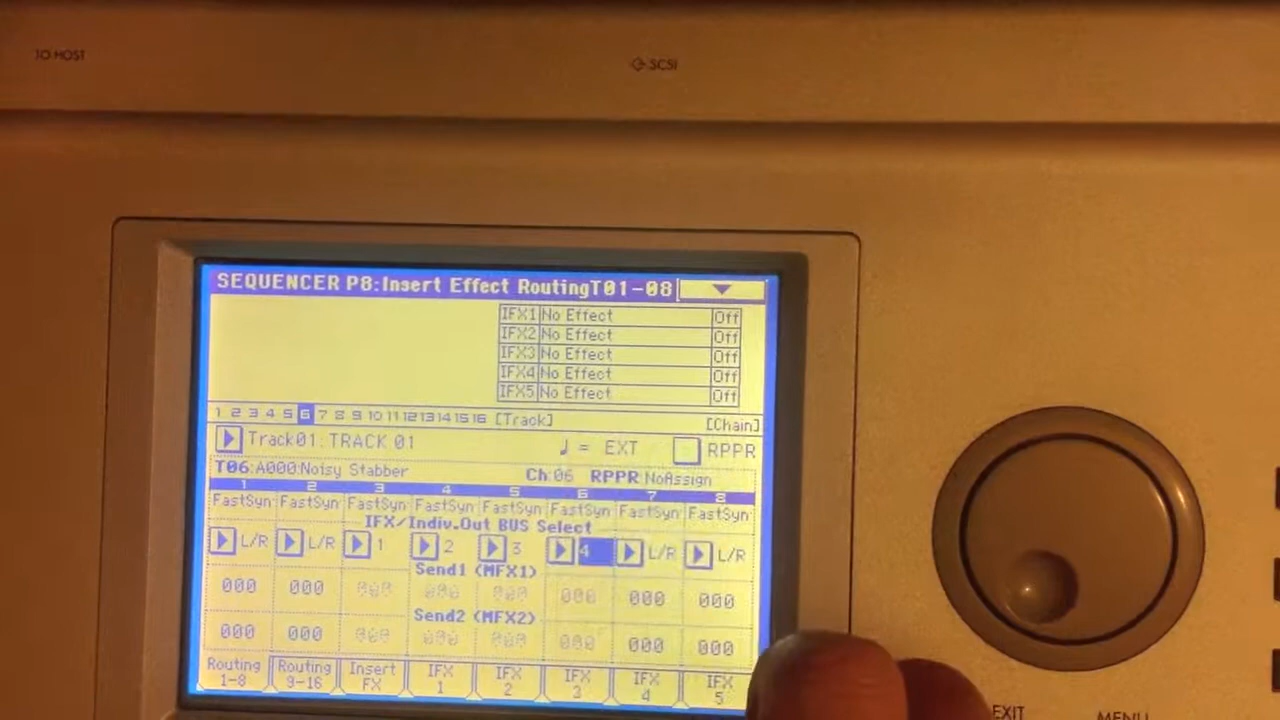 TO HOST
SCSI
SEQUENCER P8:Insert Effect RoutingT01-08
IFX1 No Effect Off
IFX2 No Effect Off
IFX3 No Effect Off
IFX4 No Effect Off
IFX5 No Effect Off
1 2 3 4 5 6 7 8 9 10 11 12 13 14 15 16 [Track] [Chain]
Track01: TRACK 01 ♩ = EXT RPPR
T06:A000:Noisy Stabber Ch:06 RPPR NoAssign
1 2 3 4 5 6 7 8
FastSyn FastSyn FastSyn FastSyn FastSyn FastSyn FastSyn FastSyn
IFX/Indiv.Out BUS Select
L/R L/R 1 2 3 4 L/R L/R
Send1 (MFX1)
000 000 000 000 000 000 000 000
Send2 (MFX2)
000 000 000 000 000 000 000 000
Routing 1-8
Routing 9-16
Insert FX
IFX 1
IFX 2
IFX 3
IFX 4
IFX 5
EXIT
MENU